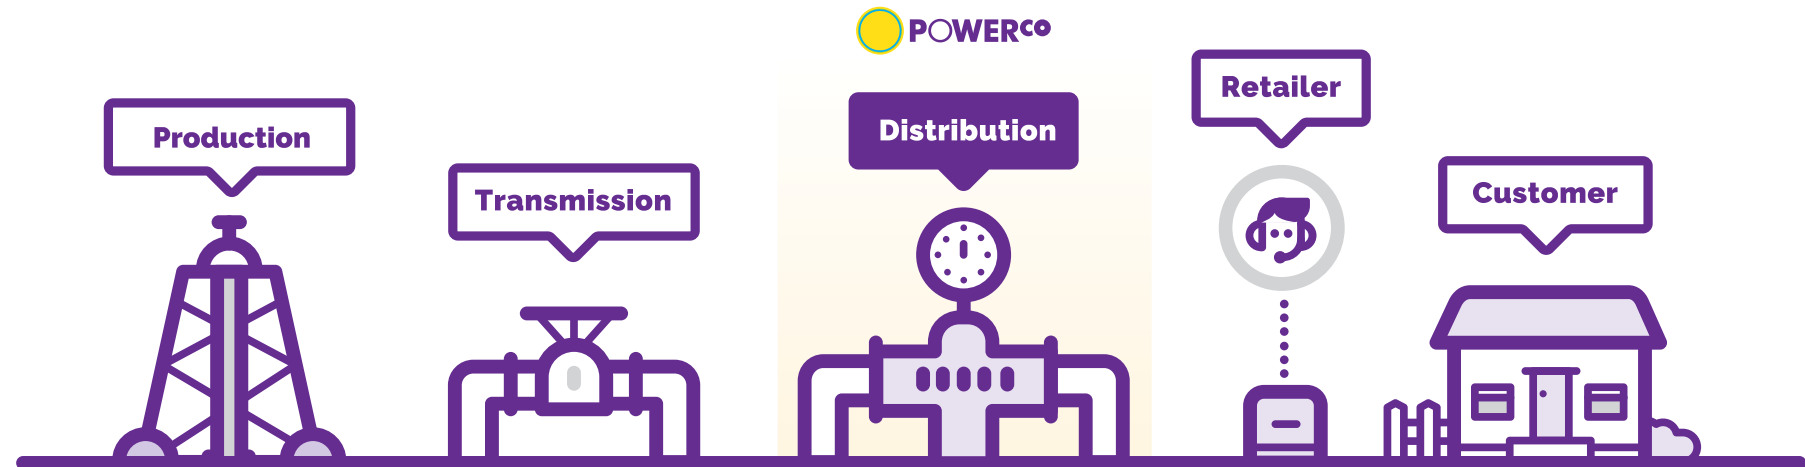 POWERCO
Production
Transmission
Distribution
Retailer
Customer